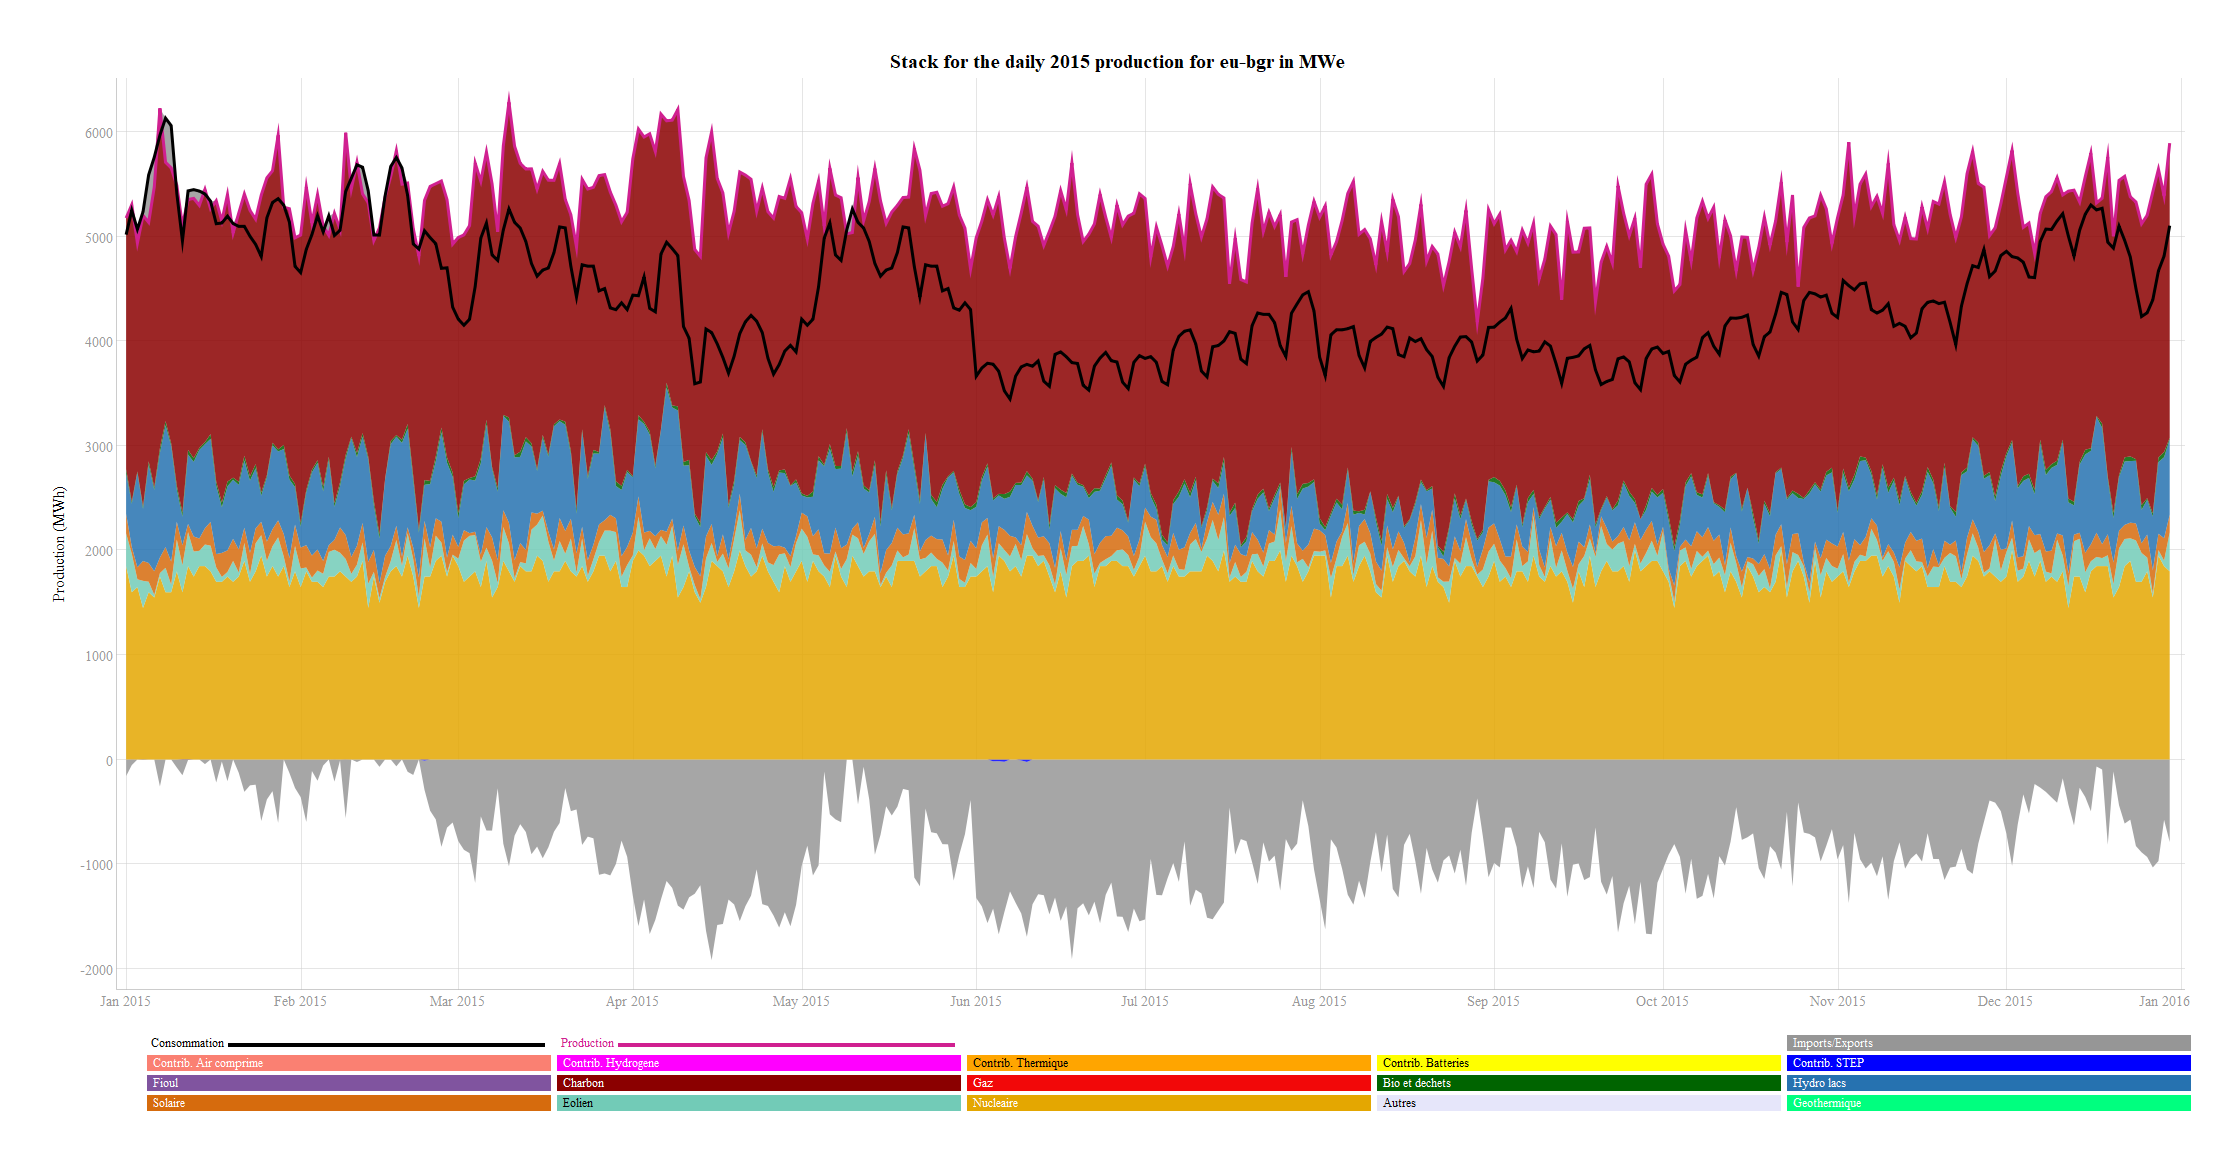 Stack for the daily 2015 production for eu-bgr in MWe
Production (MWh)
6000
5000
4000
3000
2000
1000
0
-1000
-2000
Jan 2015 Feb 2015 Mar 2015 Apr 2015 May 2015 Jun 2015 Jul 2015 Aug 2015 Sep 2015 Oct 2015 Nov 2015 Dec 2015 Jan 2016
Consommation Production Imports/Exports
Contrib. Air comprime Contrib. Hydrogene Contrib. Thermique Contrib. Batteries Contrib. STEP
Fioul Charbon Gaz Bio et dechets Hydro lacs
Solaire Eolien Nucleaire Autres Geothermique